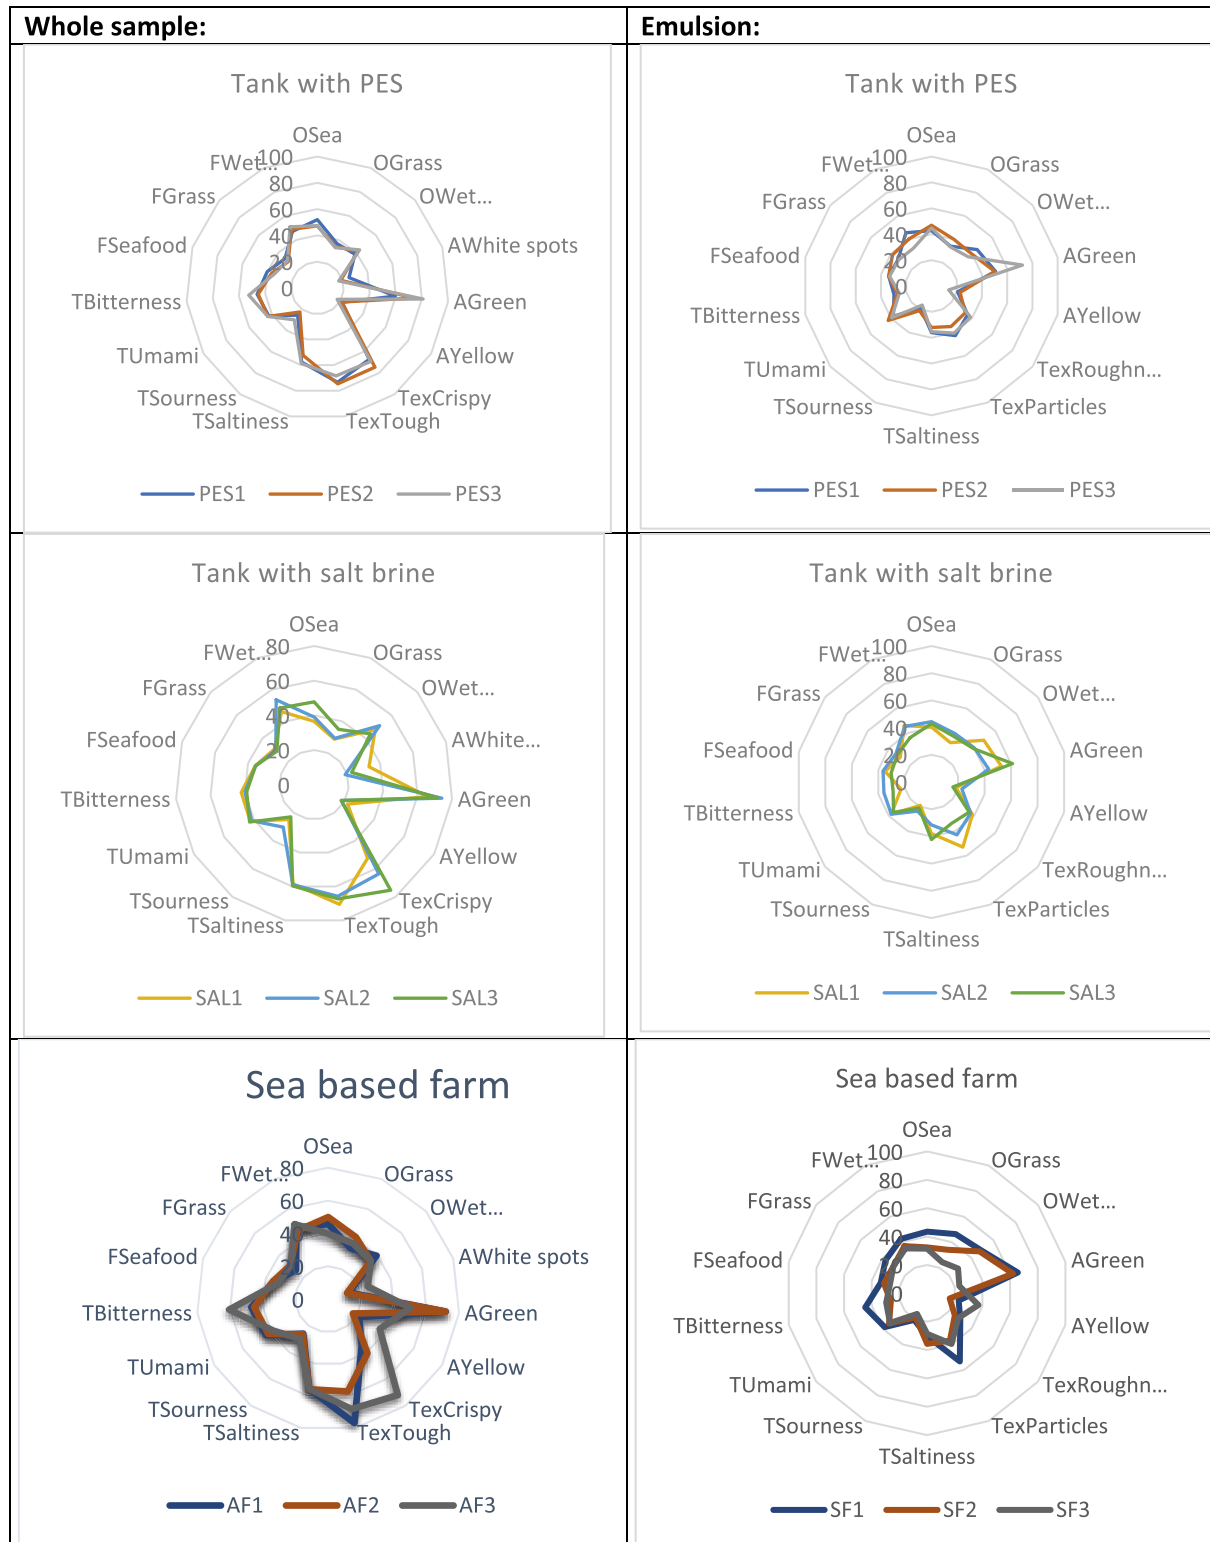 Whole sample:
Emulsion:
Tank with PES
OSea
100
FWet...
OGrass
80
FGrass
OWet...
60
40
FSeafood
AWhite spots
20
0
TBitterness
AGreen
TUmami
AYellow
TSourness
TexCrispy
TSaltiness
TexTough
PES1
PES2
PES3
Tank with PES
OSea
100
FWet...
OGrass
80
FGrass
OWet...
60
40
FSeafood
AGreen
20
0
TBitterness
AYellow
TUmami
TexRoughn...
TSourness
TexParticles
TSaltiness
PES1
PES2
PES3
Tank with salt brine
OSea
80
FWet...
OGrass
60
FGrass
OWet...
40
FSeafood
AWhite...
20
0
TBitterness
AGreen
TUmami
AYellow
TSourness
TexCrispy
TSaltiness
TexTough
SAL1
SAL2
SAL3
Tank with salt brine
OSea
100
FWet...
OGrass
80
FGrass
OWet...
60
40
FSeafood
AGreen
20
0
TBitterness
AYellow
TUmami
TexRoughn...
TSourness
TexParticles
TSaltiness
SAL1
SAL2
SAL3
Sea based farm
OSea
80
FWet...
OGrass
60
FGrass
OWet...
40
FSeafood
AWhite spots
20
0
TBitterness
AGreen
TUmami
AYellow
TSourness
TexCrispy
TSaltiness
TexTough
AF1
AF2
AF3
Sea based farm
OSea
100
FWet...
OGrass
80
FGrass
OWet...
60
40
FSeafood
AGreen
20
0
TBitterness
AYellow
TUmami
TexRoughn...
TSourness
TexParticles
TSaltiness
SF1
SF2
SF3